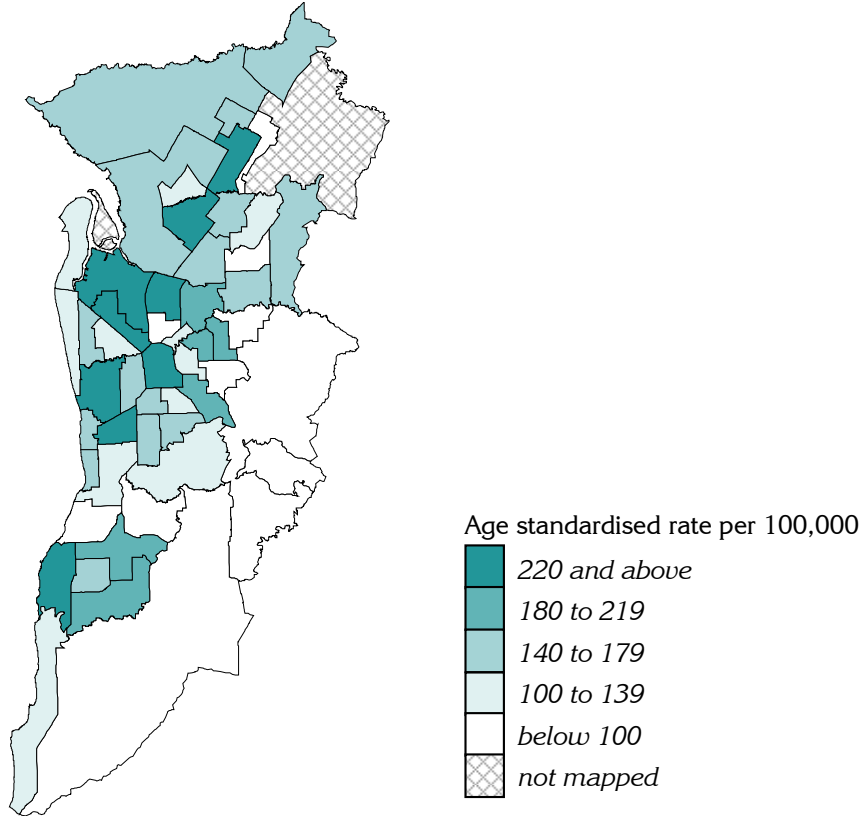 Age standardised rate per 100,000
220 and above
180 to 219
140 to 179
100 to 139
below 100
not mapped